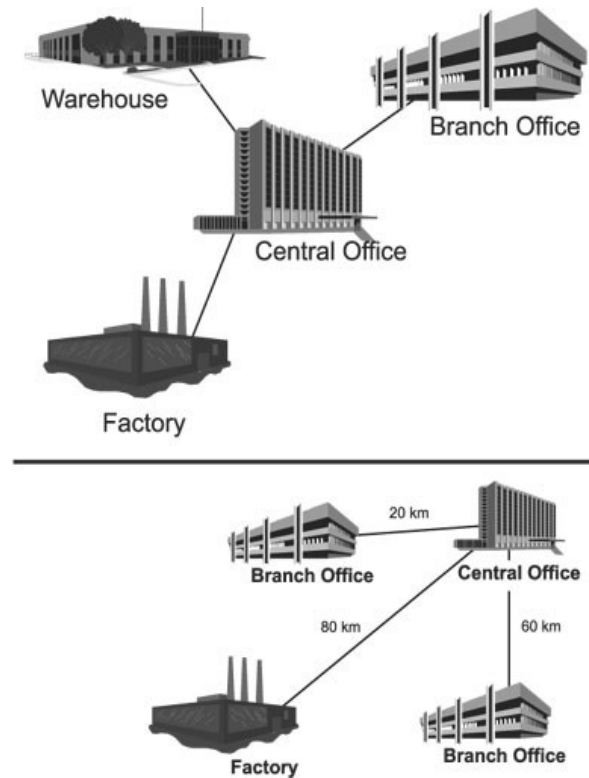 Warehouse
Branch Office
Central Office
Factory
20 km
Branch Office
Central Office
80 km
60 km
Branch Office
Factory